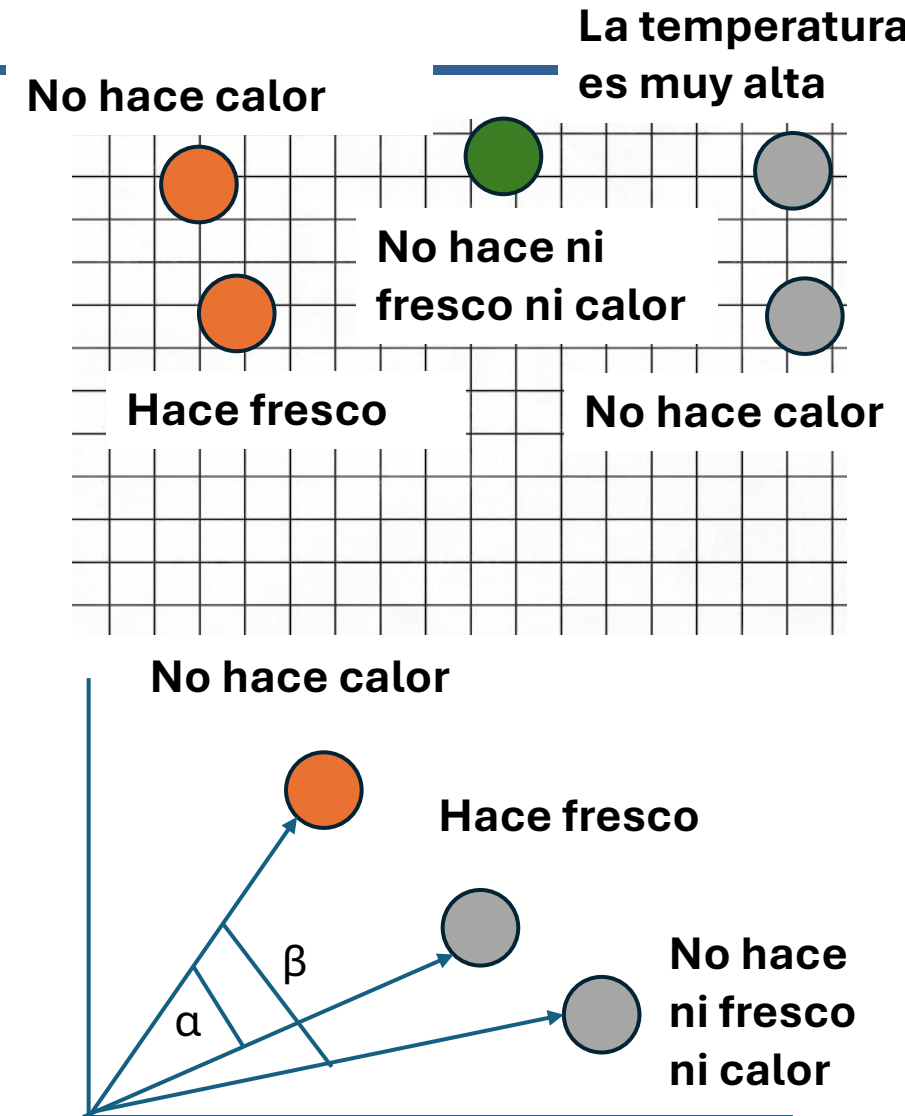 La temperatura
es muy alta
No hace calor
No hace ni
fresco ni calor
Hace fresco
No hace calor
No hace calor
Hace fresco
β
α
No hace
ni fresco
ni calor